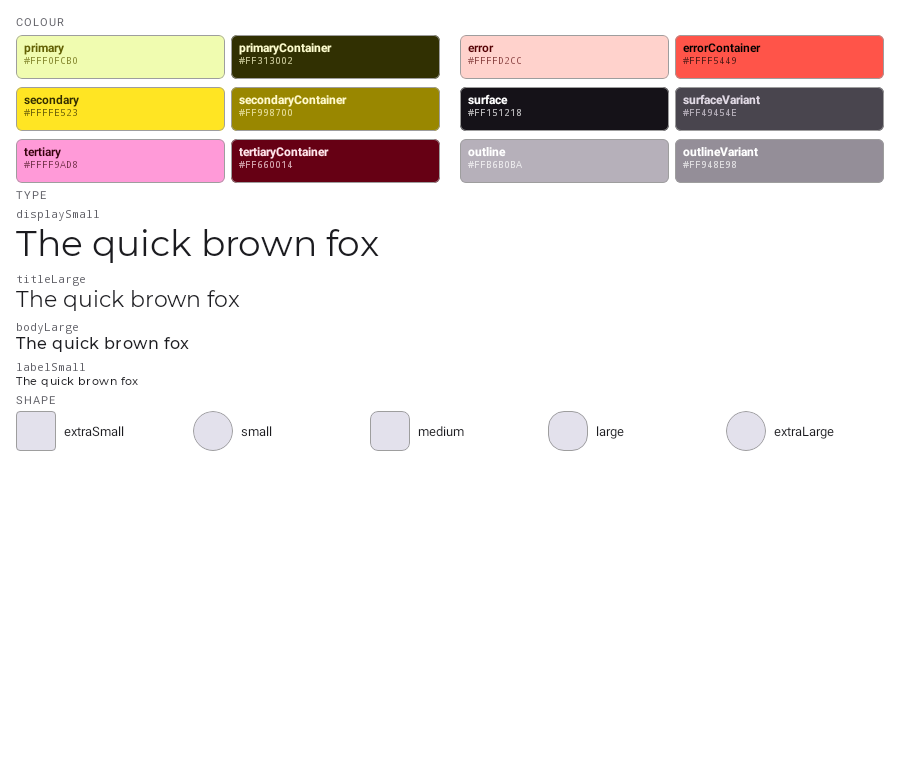 COLOUR
primary
#FFF0FCB0
primaryContainer
#FF313002
error
#FFFFD2CC
errorContainer
#FFFF5449
secondary
#FFFFE523
secondaryContainer
#FF998700
surface
#FF151218
surfaceVariant
#FF49454E
tertiary
#FFFF9AD8
tertiaryContainer
#FF660014
outline
#FFB6B0BA
outlineVariant
#FF948E98
TYPE
displaySmall
The quick brown fox
titleLarge
The quick brown fox
bodyLarge
The quick brown fox
labelSmall
The quick brown fox
SHAPE
extraSmall
small
medium
large
extraLarge